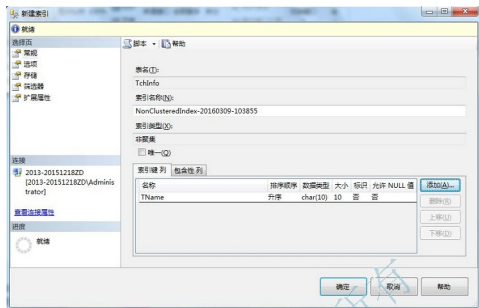 新建索引
就绪
选择页
常规
选项
存储
筛选器
扩展属性
脚本 帮助
表名(T):
TchInfo
索引名称(N):
NonClusteredIndex-20160309-103855
索引类型(X):
非聚集
唯一(Q)
索引键 列 包含性 列
名称 排序顺序 数据类型 大小 标识 允许 NULL 值
TName 升序 char(10) 10 否 否
添加(A)...
删除(R)
上移(U)
下移(D)
连接
2013-20151218ZD
[2013-20151218ZD\Adminis
trator]
查看连接属性
进度
就绪
确定 取消 帮助